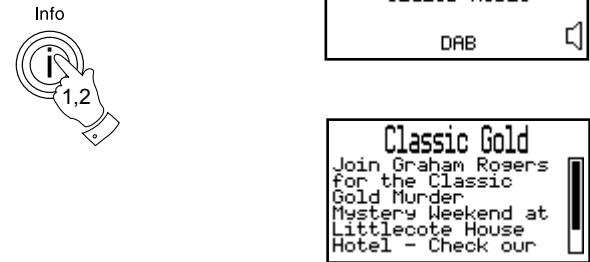 Info
i
1,2
DAB
Classic Gold
Join Graham Rogers
for the Classic
Gold Murder
Mystery Weekend at
Littlecote House
Hotel - Check our